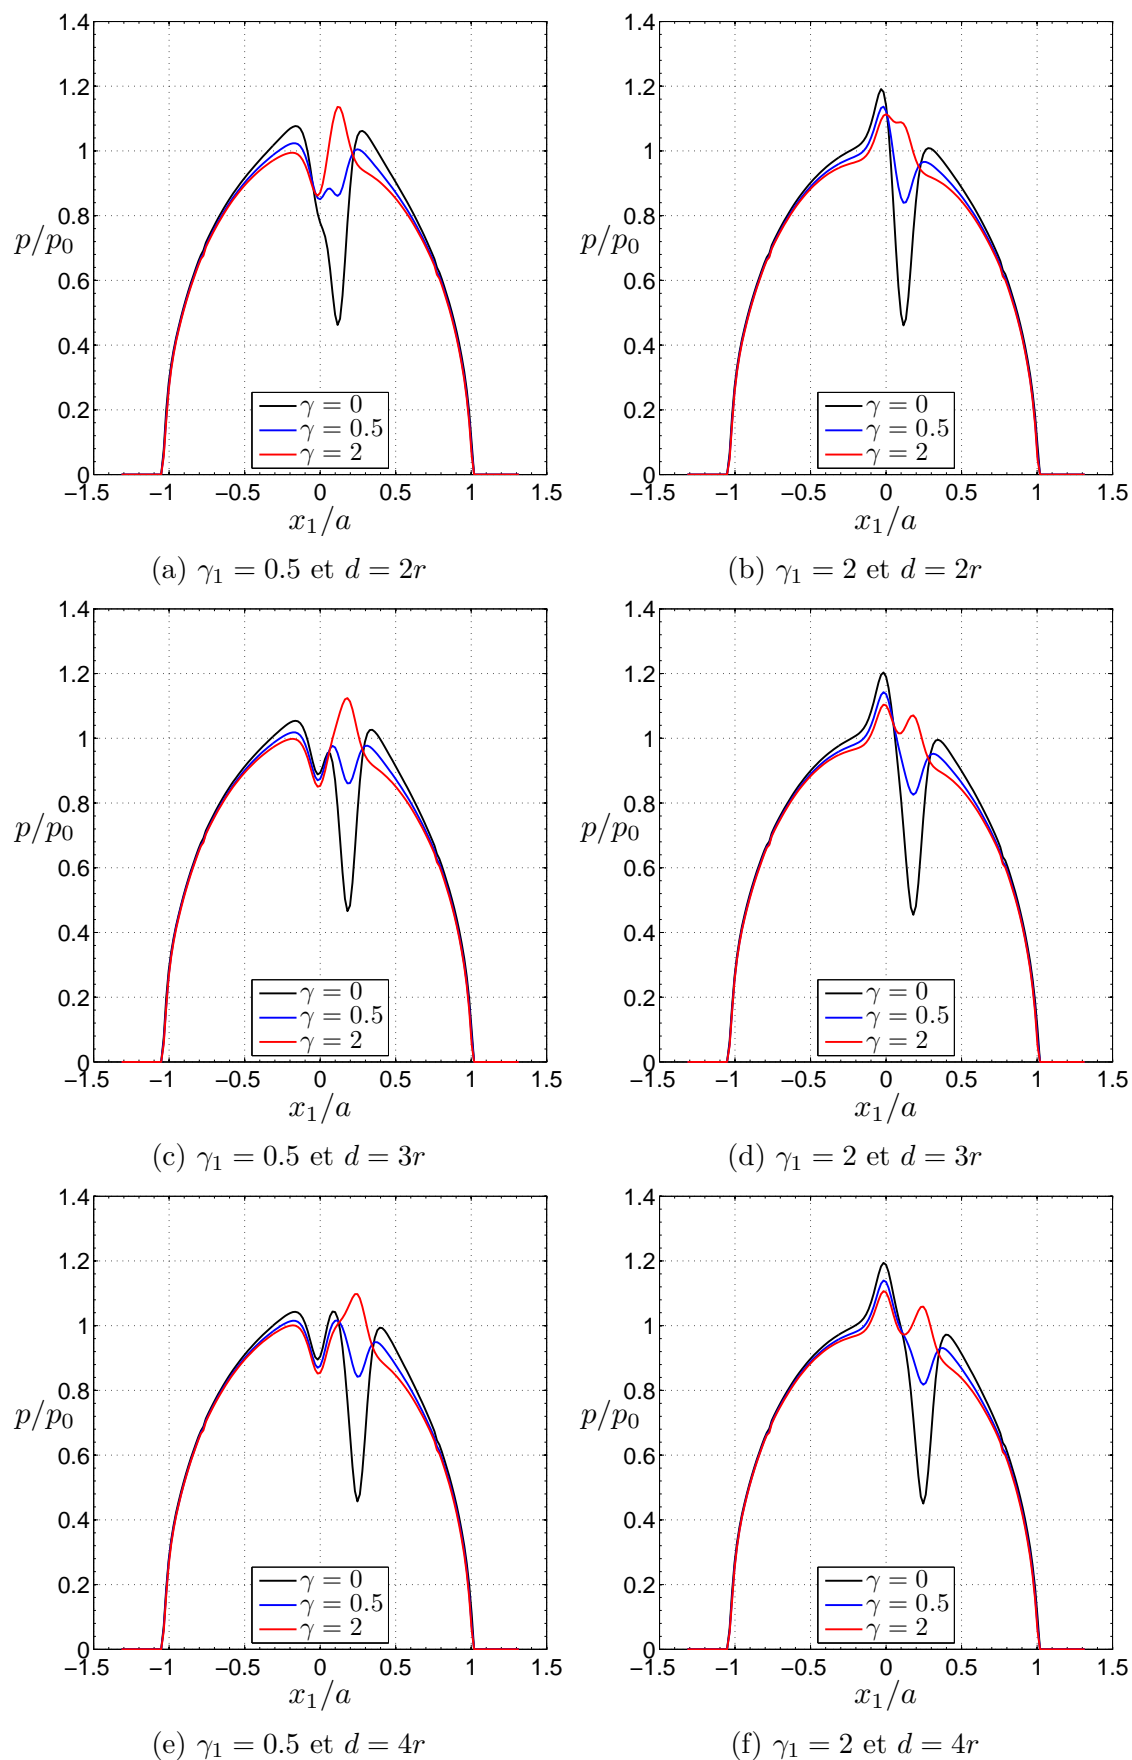 1.4
1.2
1
0.8
p/p₀
0.6
0.4
0.2
0
γ = 0
γ = 0.5
γ = 2
−1.5 −1 −0.5 0 0.5 1 1.5
x₁/a
(a) γ₁ = 0.5 et d = 2r
1.4
1.2
1
0.8
p/p₀
0.6
0.4
0.2
0
γ = 0
γ = 0.5
γ = 2
−1.5 −1 −0.5 0 0.5 1 1.5
x₁/a
(b) γ₁ = 2 et d = 2r
1.4
1.2
1
0.8
p/p₀
0.6
0.4
0.2
0
γ = 0
γ = 0.5
γ = 2
−1.5 −1 −0.5 0 0.5 1 1.5
x₁/a
(c) γ₁ = 0.5 et d = 3r
1.4
1.2
1
0.8
p/p₀
0.6
0.4
0.2
0
γ = 0
γ = 0.5
γ = 2
−1.5 −1 −0.5 0 0.5 1 1.5
x₁/a
(d) γ₁ = 2 et d = 3r
1.4
1.2
1
0.8
p/p₀
0.6
0.4
0.2
0
γ = 0
γ = 0.5
γ = 2
−1.5 −1 −0.5 0 0.5 1 1.5
x₁/a
(e) γ₁ = 0.5 et d = 4r
1.4
1.2
1
0.8
p/p₀
0.6
0.4
0.2
0
γ = 0
γ = 0.5
γ = 2
−1.5 −1 −0.5 0 0.5 1 1.5
x₁/a
(f) γ₁ = 2 et d = 4r